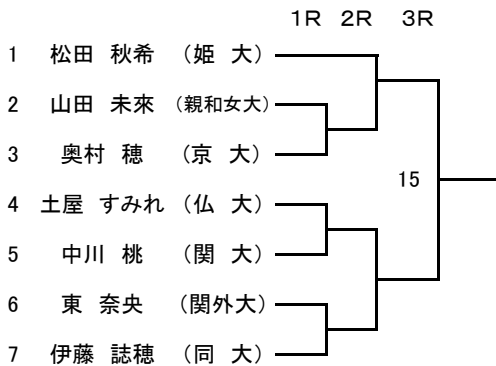 １Ｒ ２Ｒ ３Ｒ
1 松田 秋希 （姫 大）
2 山田 未來 （親和女大）
3 奥村 穂 （京 大）
15
4 土屋 すみれ （仏 大）
5 中川 桃 （関 大）
6 東 奈央 （関外大）
7 伊藤 誌穂 （同 大）